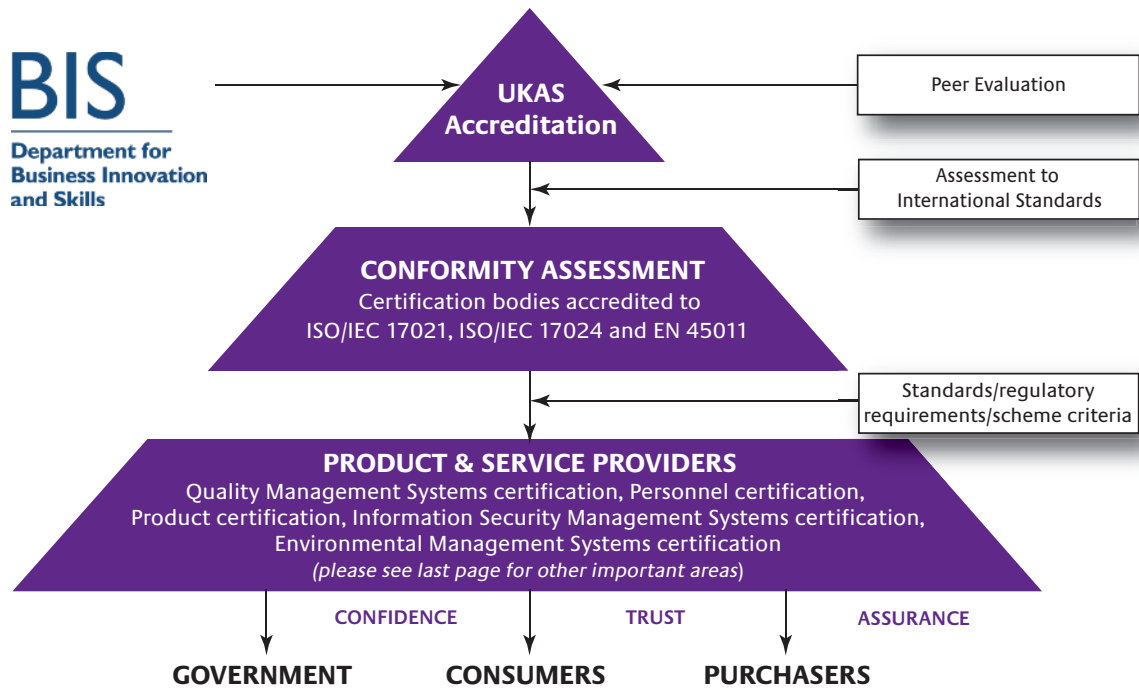 BIS
Department for
Business Innovation
and Skills
UKAS
Accreditation
Peer Evaluation
Assessment to
International Standards
CONFORMITY ASSESSMENT
Certification bodies accredited to
ISO/IEC 17021, ISO/IEC 17024 and EN 45011
Standards/regulatory
requirements/scheme criteria
PRODUCT & SERVICE PROVIDERS
Quality Management Systems certification, Personnel certification,
Product certification, Information Security Management Systems certification,
Environmental Management Systems certification
(please see last page for other important areas)
CONFIDENCE
TRUST
ASSURANCE
GOVERNMENT
CONSUMERS
PURCHASERS